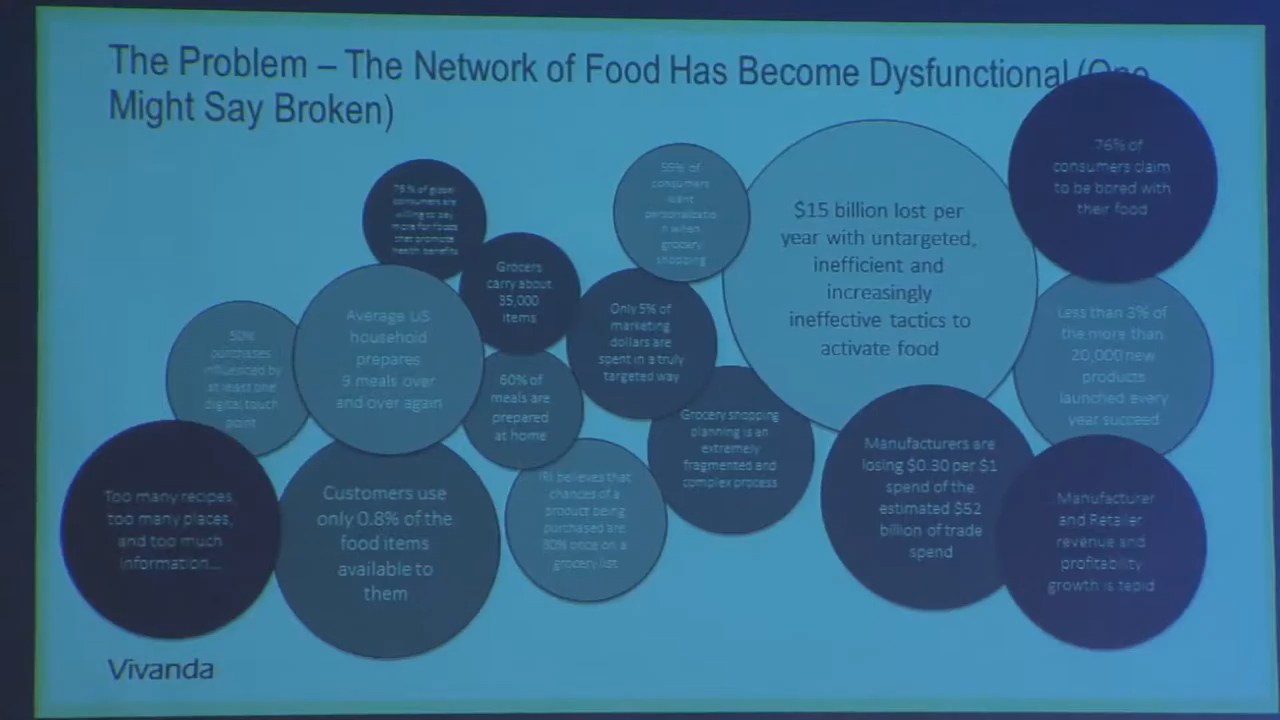 The Problem – The Network of Food Has Become Dysfunctional (One
Might Say Broken)
global
consumers are
willing to pay
more for foods
that promote
health benefits
Grocers
carry about
35,000
items
of
consumers
want
personalizatio
n when
grocery
shopping
$15 billion lost per
year with untargeted,
inefficient and
increasingly
ineffective tactics to
activate food
76% of
consumers claim
to be bored with
their food
50%
purchases
influenced by
at least one
digital touch
point
Average US
household
prepares
9 meals over
and over again
60% of
meals are
prepared
at home
Only 5% of
marketing
dollars are
spent in a truly
targeted way
Grocery shopping
planning is an
extremely
fragmented and
complex process
Less than 3% of
the more than
20,000 new
products
launched every
year succeed
Too many recipes
too many places,
and too much
information...
Customers use
only 0.8% of the
food items
available to
them
IRI believes that
chances of a
product being
purchased are
once on a
grocery list
Manufacturers are
losing $0.30 per $1
spend of the
estimated $52
billion of trade
spend
Manufacturer
and Retailer
revenue and
profitability
growth is tepid
Vivanda